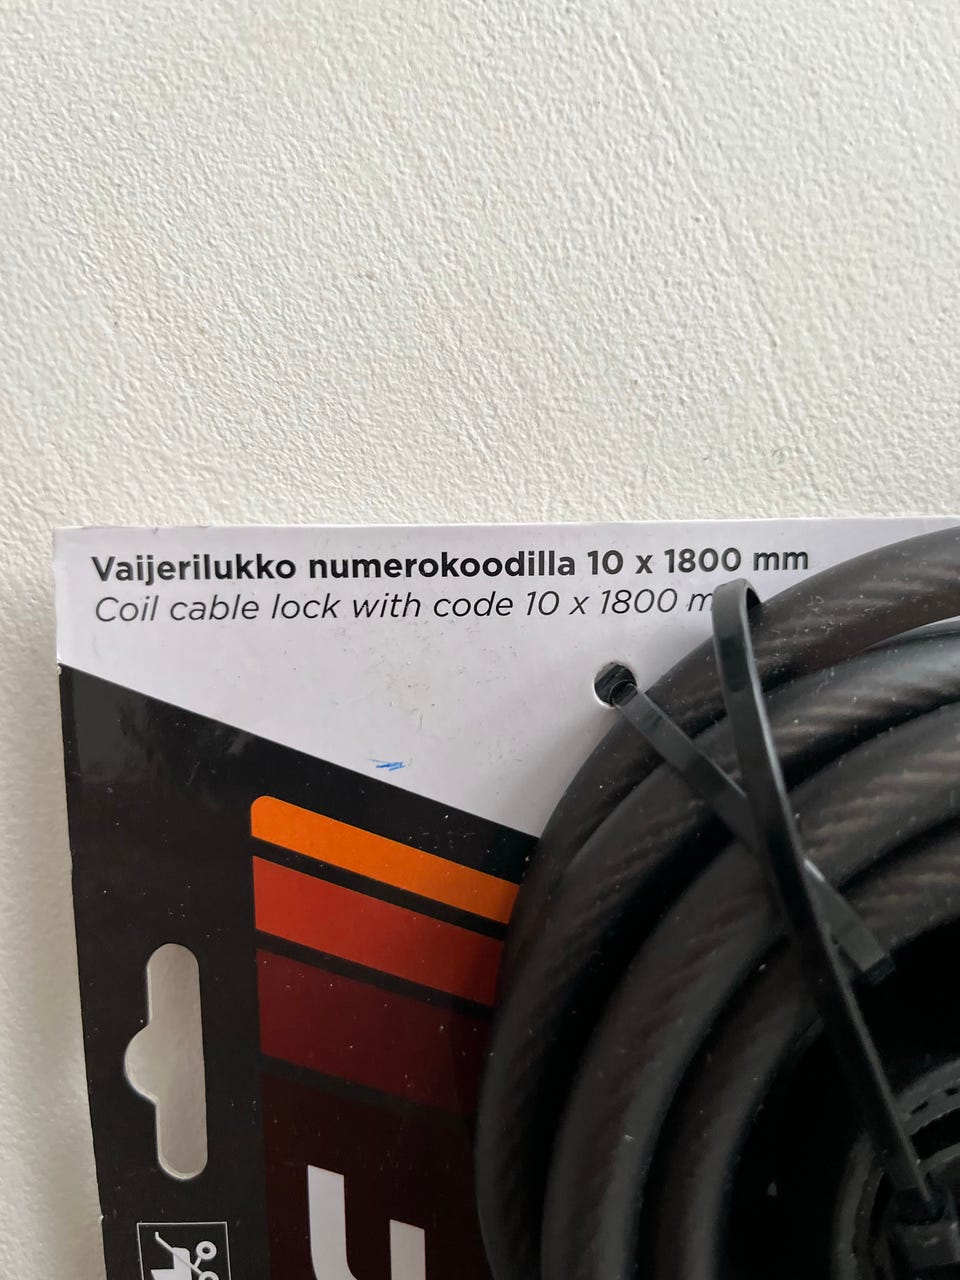 Vaijerilukko numerokoodilla 10 x 1800 mm
Coil cable lock with code 10 x 1800